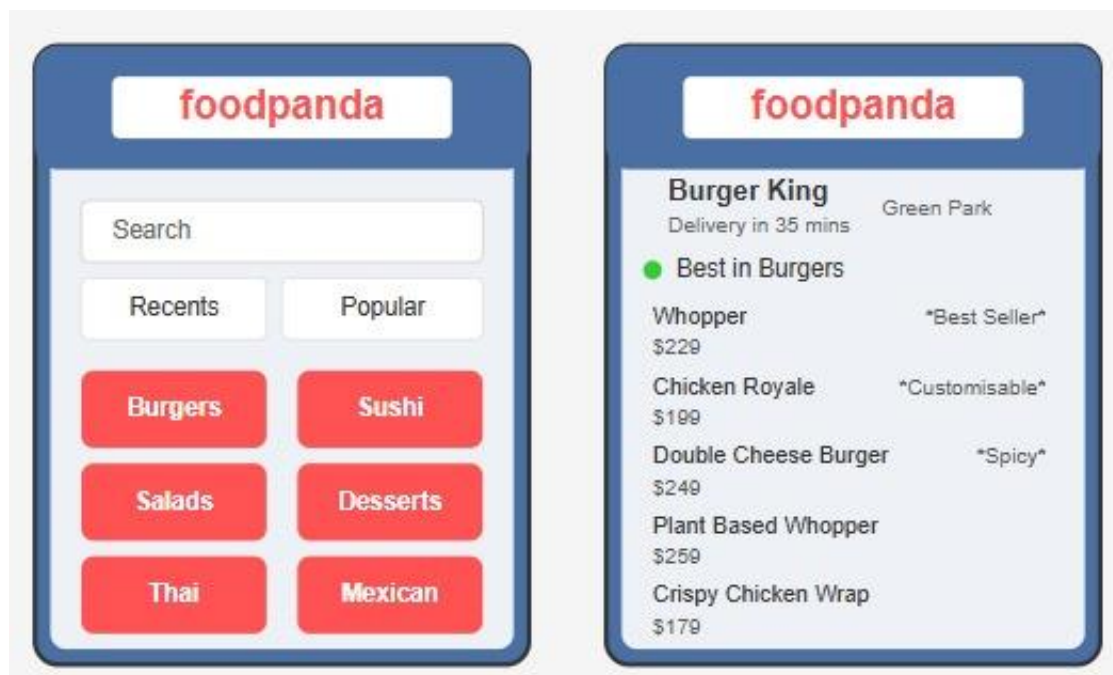 foodpanda
Search
Recents Popular
Burgers Sushi
Salads Desserts
Thai Mexican
foodpanda
Burger King
Green Park
Delivery in 35 mins
Best in Burgers
Whopper *Best Seller*
$229
Chicken Royale *Customisable*
$199
Double Cheese Burger *Spicy*
$249
Plant Based Whopper
$259
Crispy Chicken Wrap
$179